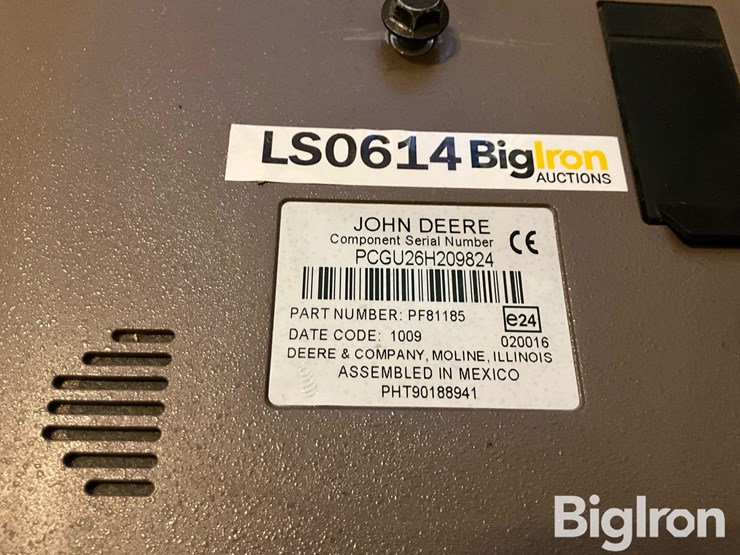 LS0614 BigIron
AUCTIONS
JOHN DEERE
Component Serial Number
CE
PCGU26H209824
PART NUMBER: PF81185
e24
DATE CODE: 1009
020016
DEERE & COMPANY, MOLINE, ILLINOIS
ASSEMBLED IN MEXICO
PHT90188941
BigIron